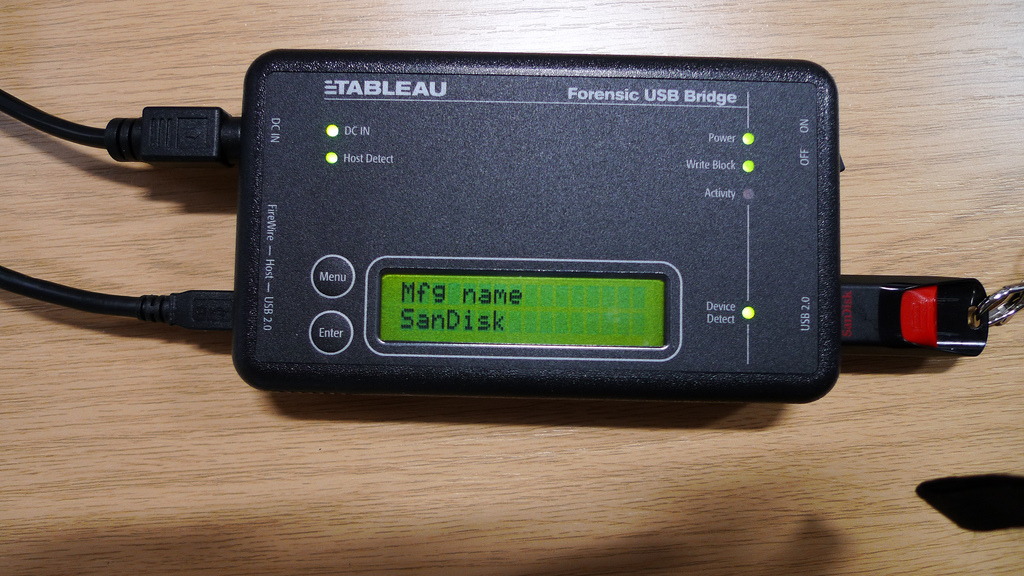 TABLEAU
Forensic USB Bridge
DC IN
DC IN
Host Detect
Power
Write Block
Activity
ON
OFF
FireWire — Host — USB 2.0
Menu
Enter
Mfg name
SanDisk
Device
Detect
USB 2.0
SanDisk